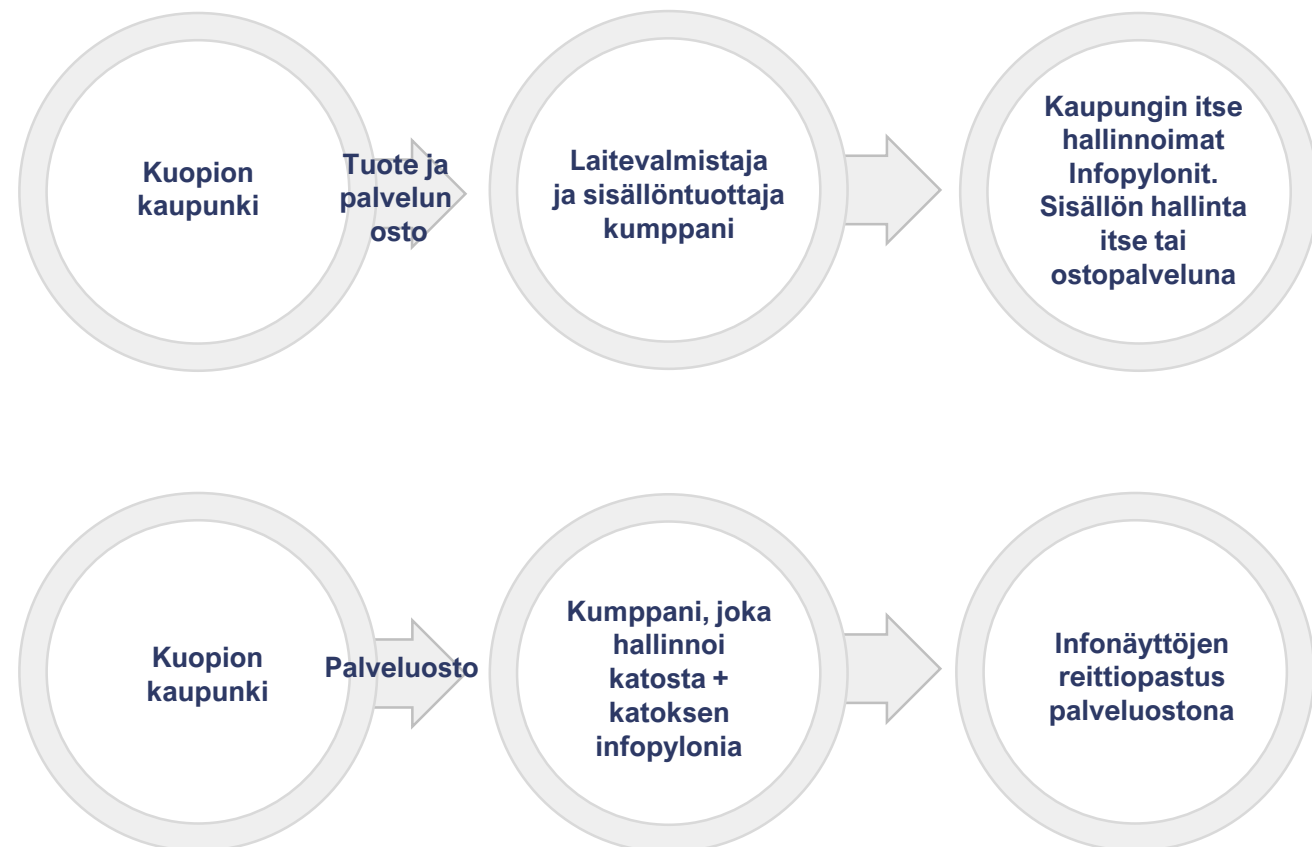 Kuopion
kaupunki
Tuote ja
palvelun
osto
Laitevalmistaja
ja sisällöntuottaja
kumppani
Kaupungin itse
hallinnoimat
Infopylonit.
Sisällön hallinta
itse tai
ostopalveluna
Kuopion
kaupunki
Palveluosto
Kumppani, joka
hallinnoi
katosta +
katoksen
infopylonia
Infonäyttöjen
reittiopastus
palveluostona